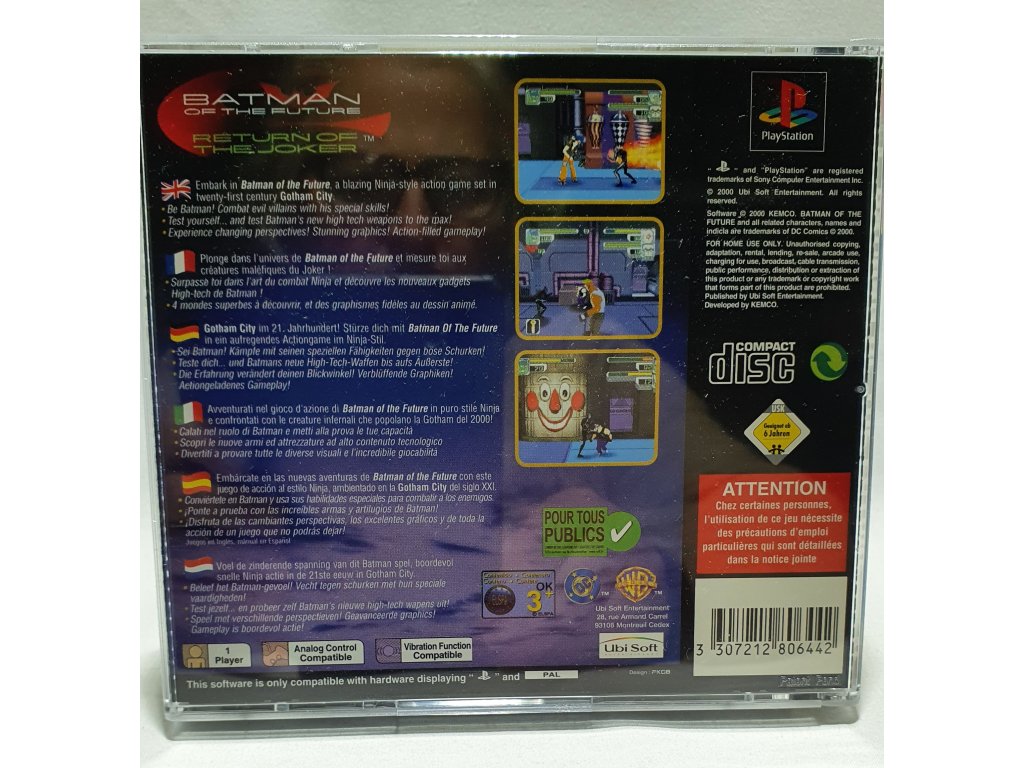 BATMAN
OF THE FUTURE
RETURN OF
THE JOKER™
Embark in Batman of the Future, a blazing Ninja-style action game set in
twenty-first century Gotham City.
• Be Batman! Combat evil villains with his special skills!
• Test yourself... and test Batman's new high tech weapons to the max!
• Experience changing perspectives! Stunning graphics! Action-filled gameplay!
Plonge dans l'univers de Batman of the Future et mesure toi aux
créatures maléfiques du Joker !
• Surpasse toi dans l'art du combat Ninja et découvre les nouveaux gadgets
High-tech de Batman !
• 4 mondes superbes à découvrir, et des graphismes fidèles au dessin animé.
Gotham City im 21. Jahrhundert! Stürze dich mit Batman Of The Future
in ein aufregendes Actiongame im Ninja-Stil.
• Sei Batman! Kämpfe mit seinen speziellen Fähigkeiten gegen böse Schurken!
• Teste dich... und Batmans neue High-Tech-Waffen bis aufs Äußerste!
• Die Erfahrung verändert deinen Blickwinkel! Verblüffende Graphiken!
Actiongeladenes Gameplay!
Avventurati nel gioco d'azione di Batman of the Future in puro stile Ninja
e confrontati con le creature infernali che popolano la Gotham del 2000!
• Calati nel ruolo di Batman e metti alla prova le tue capacità
• Scopri le nuove armi ed attrezzature ad alto contenuto tecnologico
• Divertiti a provare tutte le diverse visuali e l'incredibile giocabilità
Embárcate en las nuevas aventuras de Batman of the Future con este
juego de acción al estilo Ninja, ambientado en la Gotham City del siglo XXI.
• Conviértete en Batman y usa sus habilidades especiales para combatir a los enemigos.
• ¡Ponte a prueba con las increíbles armas y artilugios de Batman!
• ¡Disfruta de las cambiantes perspectivas, los excelentes gráficos y de toda la
acción de un juego que no podrás dejar!
Juegos en Inglés, manual en Español
Voel de zinderende spanning van dit Batman spel, boordevol
snelle Ninja actie in de 21ste eeuw in Gotham City.
• Beleef het Batman-gevoel! Vecht tegen schurken met hun speciale
vaardigheden!
• Test jezelf... en probeer zelf Batman's nieuwe high-tech wapens uit!
• Speel met verschillende perspectieven! Geavanceerde graphics!
Gameplay is boordevol actie!
1
Player
Analog Control
Compatible
Vibration Function
Compatible
This software is only compatible with hardware displaying " " and PAL
POUR TOUS
PUBLICS
Contenido • Contenuto
Contenu • Content
ELSPA
OK
3+
© ELSPA
DC
™
WB
™
Ubi Soft Entertainment
28, rue Armand Carrel
93108 Montreuil Cedex
Ubi Soft
Design : PKCB
PlayStation
" " and "PlayStation" are registered
trademarks of Sony Computer Entertainment Inc.
© 2000 Ubi Soft Entertainment. All rights
reserved.
Software © 2000 KEMCO. BATMAN OF THE
FUTURE and all related characters, names and
indicia are trademarks of DC Comics © 2000.
FOR HOME USE ONLY. Unauthorised copying,
adaptation, rental, lending, re-sale, arcade use,
charging for use, broadcast, cable transmission,
public performance, distribution or extraction of
this product or any trademark or copyright work
that forms part of this product are prohibited.
Published by Ubi Soft Entertainment.
Developed by KEMCO.
COMPACT
disc
USK
Geeignet ab
6 Jahren
ATTENTION
Chez certaines personnes,
l'utilisation de ce jeu nécessite
des précautions d'emploi
particulières qui sont détaillées
dans la notice jointe
3 307212 806442
Patent Pend